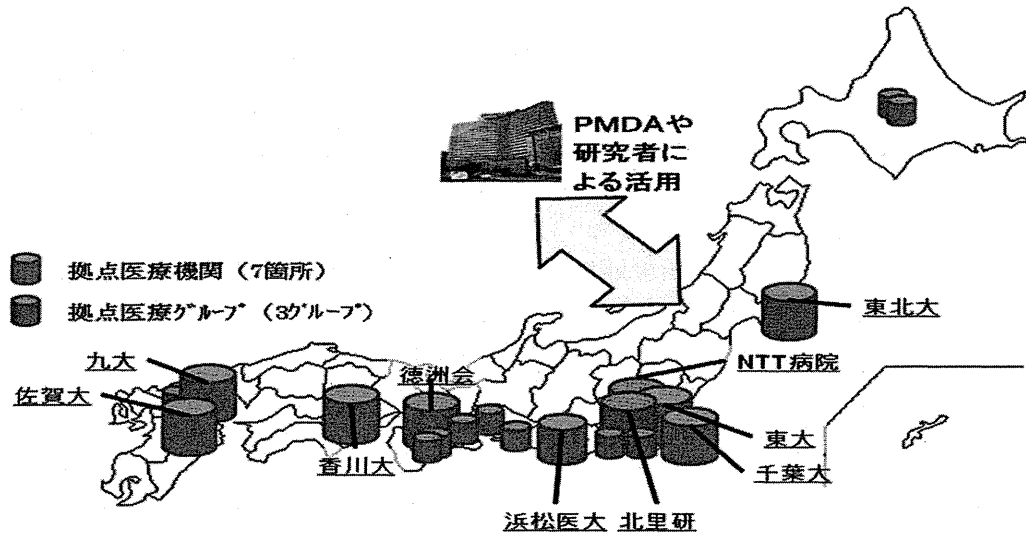 PMDAや
研究者に
よる活用
拠点医療機関（7箇所）
拠点医療ｸﾞﾙｰﾌﾟ（3ｸﾞﾙｰﾌﾟ）
東北大
九大
徳洲会
NTT病院
佐賀大
東大
香川大
千葉大
浜松医大
北里研